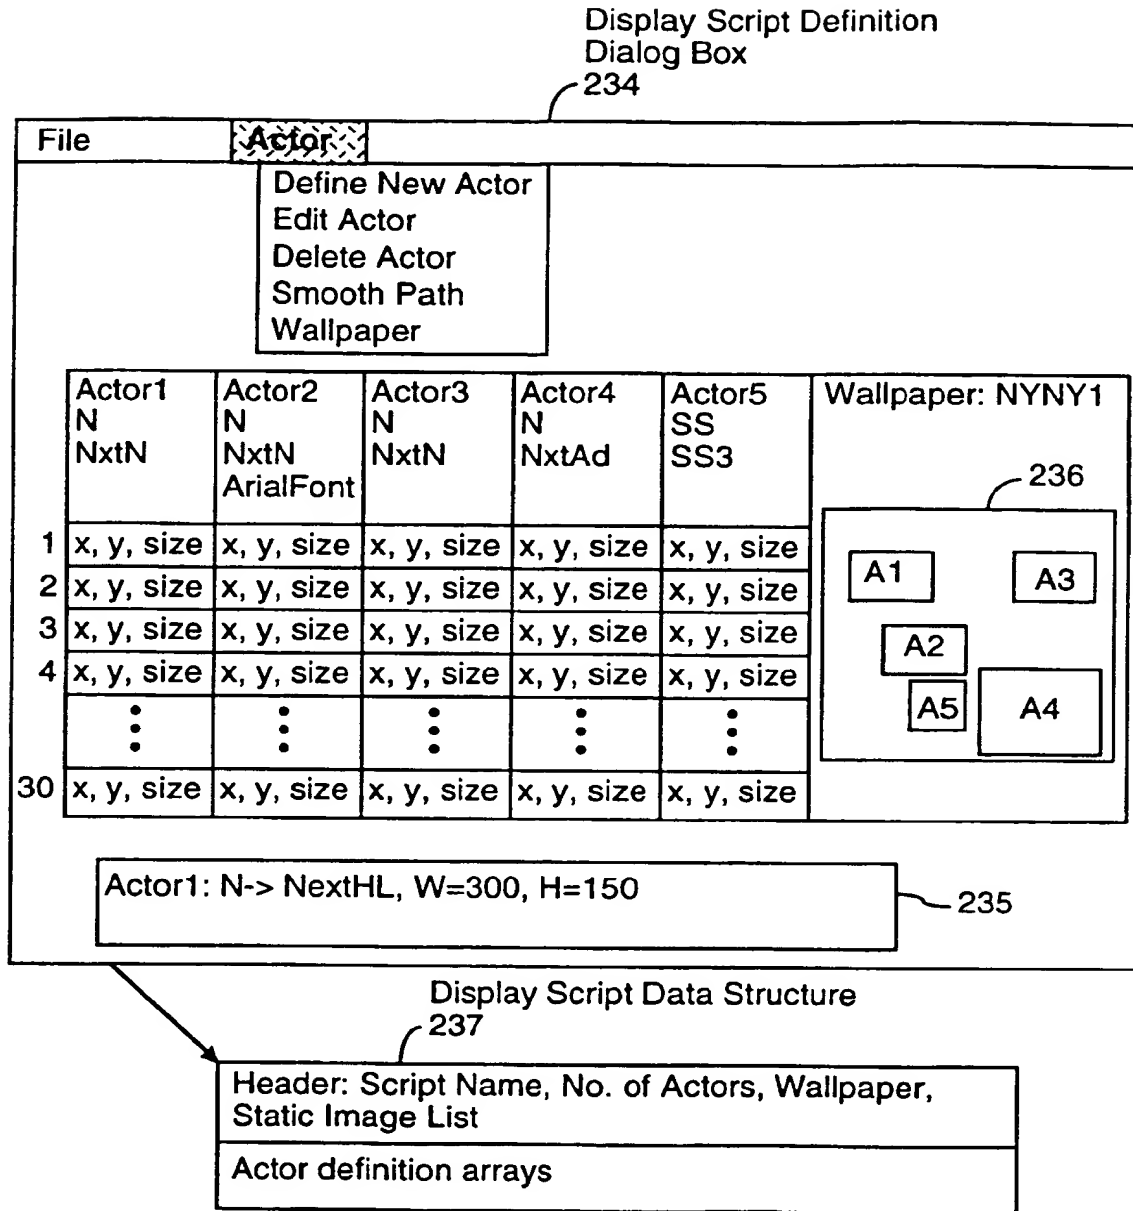 Display Script Definition
Dialog Box
234
File Actor
Define New Actor
Edit Actor
Delete Actor
Smooth Path
Wallpaper
Actor1 Actor2 Actor3 Actor4 Actor5 Wallpaper: NYNY1
N N N N SS
NxtN NxtN NxtN NxtAd SS3
ArialFont
236
1 x, y, size x, y, size x, y, size x, y, size x, y, size
2 x, y, size x, y, size x, y, size x, y, size x, y, size
3 x, y, size x, y, size x, y, size x, y, size x, y, size
4 x, y, size x, y, size x, y, size x, y, size x, y, size
30 x, y, size x, y, size x, y, size x, y, size x, y, size
A1 A3
A2
A5 A4
Actor1: N-> NextHL, W=300, H=150
235
Display Script Data Structure
237
Header: Script Name, No. of Actors, Wallpaper,
Static Image List
Actor definition arrays